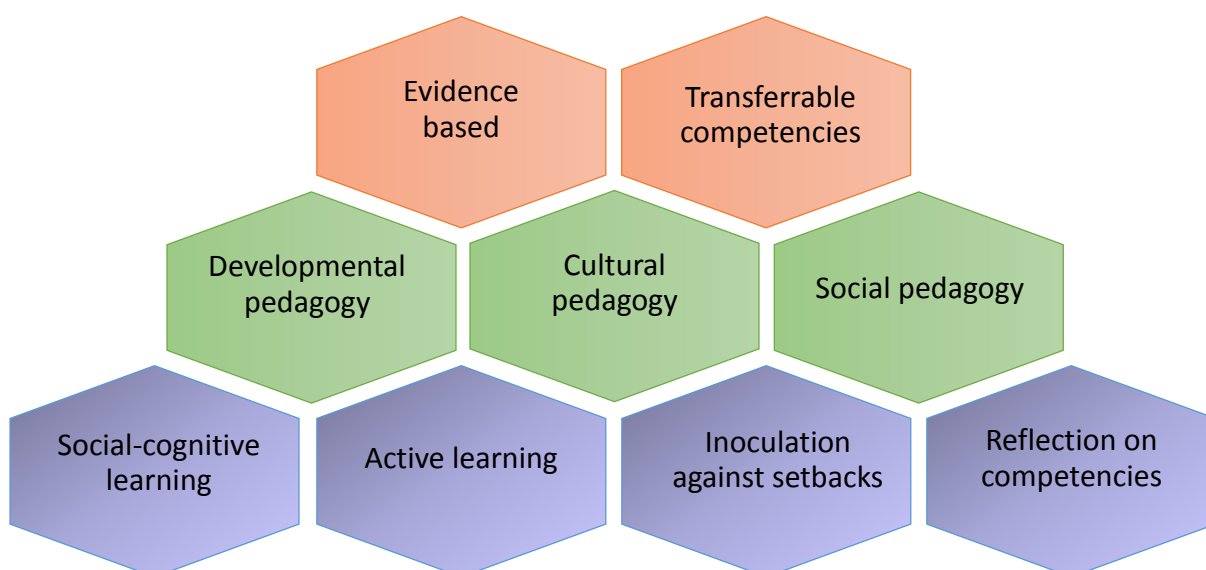 Evidence
based
Transferrable
competencies
Developmental
pedagogy
Cultural
pedagogy
Social pedagogy
Social-cognitive
learning
Active learning
Inoculation
against setbacks
Reflection on
competencies